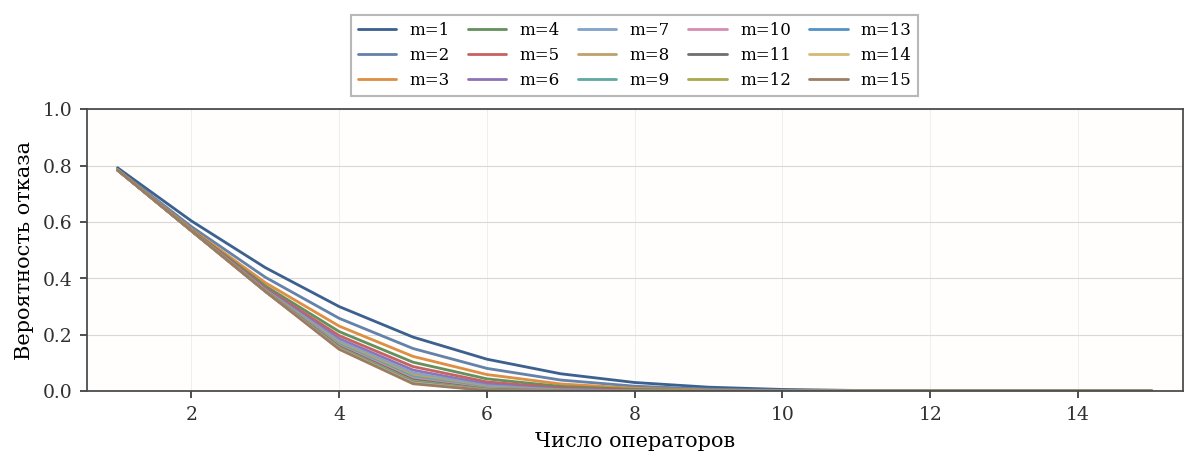 m=1 m=4 m=7 m=10 m=13
m=2 m=5 m=8 m=11 m=14
m=3 m=6 m=9 m=12 m=15
1.0
0.8
0.6
0.4
0.2
0.0
Вероятность отказа
2 4 6 8 10 12 14
Число операторов